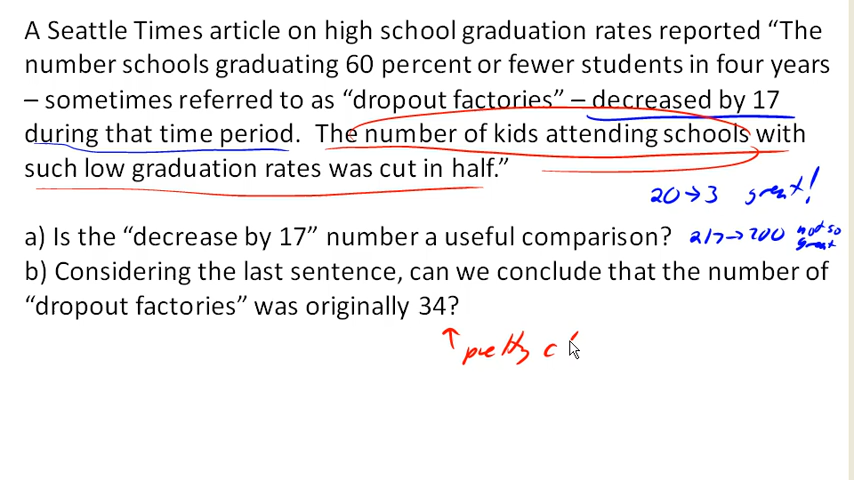 A Seattle Times article on high school graduation rates reported “The
number schools graduating 60 percent or fewer students in four years
– sometimes referred to as “dropout factories” – decreased by 17
during that time period. The number of kids attending schools with
such low graduation rates was cut in half.”
20→3 great!
a) Is the “decrease by 17” number a useful comparison? 217→200 not so
great
b) Considering the last sentence, can we conclude that the number of
“dropout factories” was originally 34?
↑ pretty c